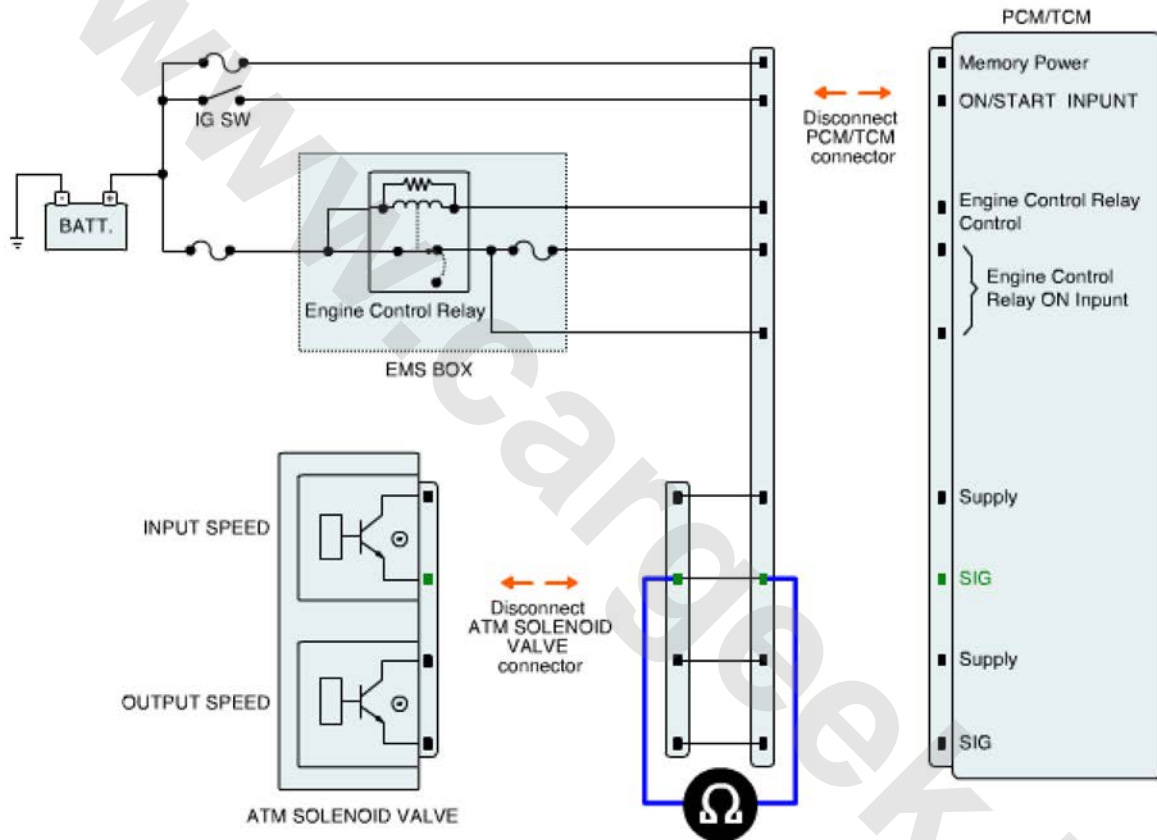 PCM/TCM
Memory Power
ON/START INPUNT
IG SW
Disconnect
PCM/TCM
connector
BATT.
- +
Engine Control Relay
Control
Engine Control
Relay ON Inpunt
Engine Control Relay
EMS BOX
INPUT SPEED
Supply
SIG
Disconnect
ATM SOLENOID
VALVE
connector
OUTPUT SPEED
Supply
SIG
ATM SOLENOID VALVE
Ω
www.cargeek